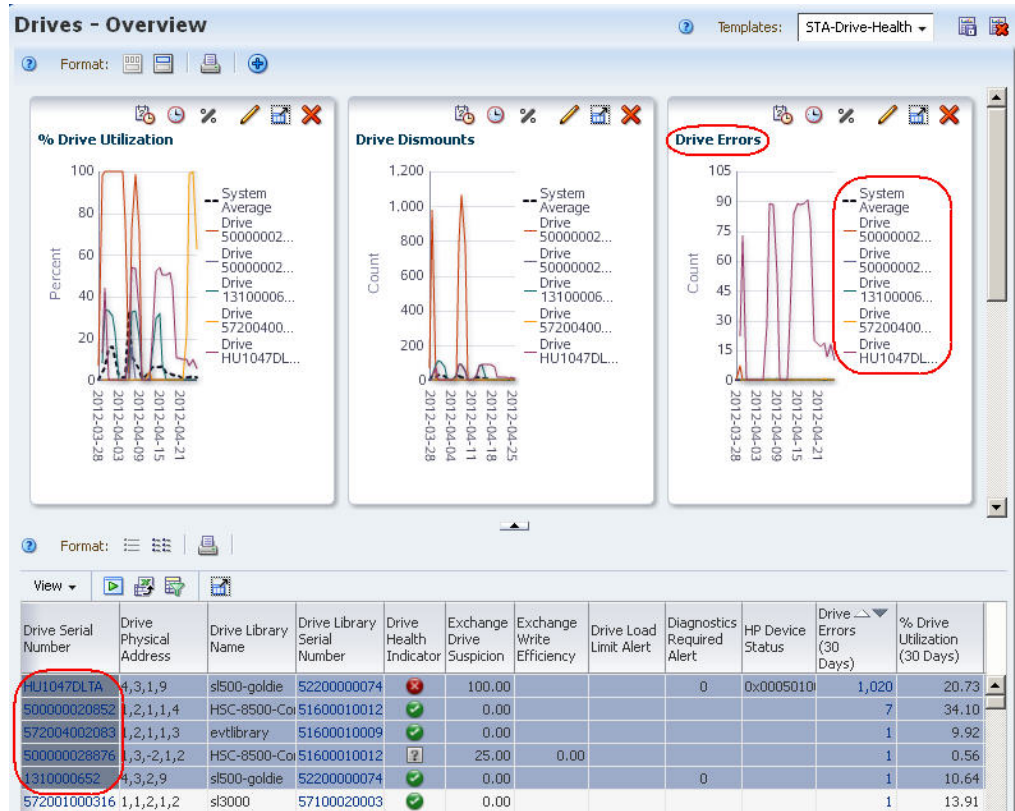 Drives - Overview
Templates: STA-Drive-Health
Format:
% Drive Utilization
100
80
60
40
20
0
Percent
System Average
Drive 50000002...
Drive 50000002...
Drive 13100006...
Drive 57200400...
Drive HU1047DL...
2012-03-28
2012-04-03
2012-04-09
2012-04-15
2012-04-21
Drive Dismounts
1,200
1,000
800
600
400
200
0
Count
System Average
Drive 50000002...
Drive 50000002...
Drive 13100006...
Drive 57200400...
Drive HU1047DL...
2012-03-28
2012-04-04
2012-04-11
2012-04-18
2012-04-25
Drive Errors
105
90
75
60
45
30
15
0
Count
System Average
Drive 50000002...
Drive 50000002...
Drive 13100006...
Drive 57200400...
Drive HU1047DL...
2012-03-28
2012-04-03
2012-04-09
2012-04-15
2012-04-21
Format:
View
Drive Serial Number
Drive Physical Address
Drive Library Name
Drive Library Serial Number
Drive Health Indicator
Exchange Drive Suspicion
Exchange Write Efficiency
Drive Load Limit Alert
Diagnostics Required Alert
HP Device Status
Drive Errors (30 Days)
% Drive Utilization (30 Days)
HU1047DLTA 4,3,1,9 sl500-goldie 52200000074 100.00 0 0x0005010 1,020 20.73
500000020852 1,2,1,1,4 HSC-8500-Co 51600010012 0.00 7 34.10
572004002083 1,2,1,1,3 evtlibrary 51600010009 0.00 1 9.92
500000028876 1,3,-2,1,2 HSC-8500-Co 51600010012 ? 25.00 0.00 1 0.56
1310000652 4,3,2,9 sl500-goldie 52200000074 0.00 0 1 10.64
572001000316 1,1,2,1,2 sl3000 57100020003 0.00 1 13.91